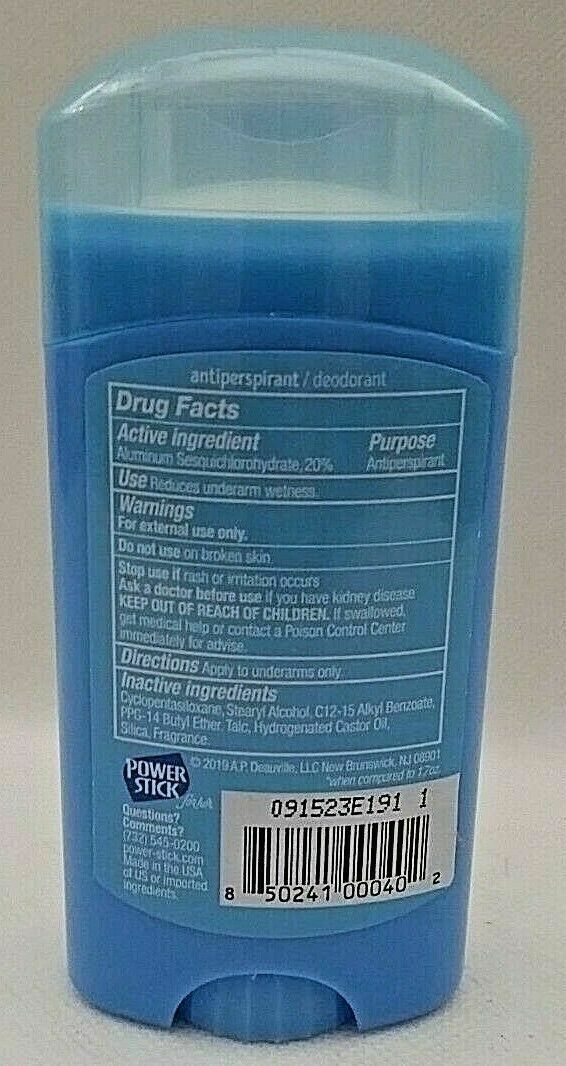 antiperspirant / deodorant
Drug Facts
Active ingredient Purpose
Aluminum Sesquichlorohydrate, 20% Antiperspirant
Use Reduces underarm wetness.
Warnings
For external use only.
Do not use on broken skin
Stop use if rash or irritation occurs
Ask a doctor before use if you have kidney disease
KEEP OUT OF REACH OF CHILDREN. If swallowed,
get medical help or contact a Poison Control Center
immediately for advise.
Directions Apply to underarms only
Inactive ingredients
Cyclopentasiloxane, Stearyl Alcohol, C12-15 Alkyl Benzoate,
PPG-14 Butyl Ether, Talc, Hydrogenated Castor Oil,
Silica, Fragrance.
© 2019 A.P. Deauville, LLC New Brunswick, NJ 08901
*when compared to 1.7oz.
POWER
STICK
for her
Questions?
Comments?
(732) 545-0200
power-stick.com
Made in the USA
of US or imported
ingredients.
091523E191 1
8 50241 00040 2